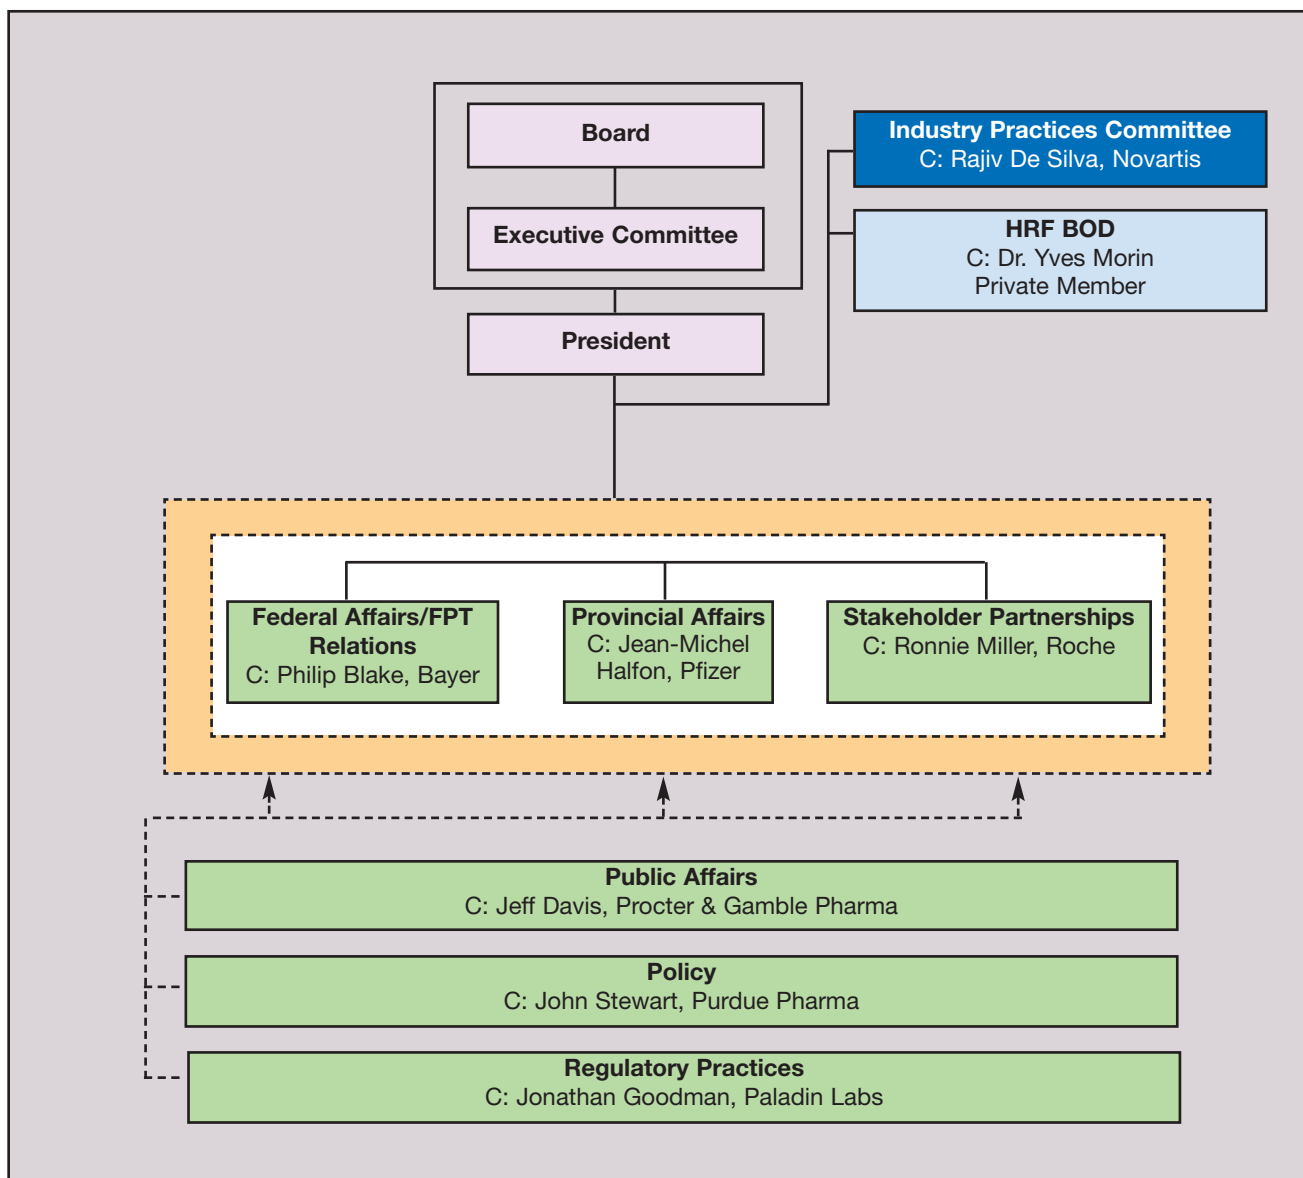 Board
Executive Committee
President
Industry Practices Committee
C: Rajiv De Silva, Novartis
HRF BOD
C: Dr. Yves Morin
Private Member
Federal Affairs/FPT
Relations
C: Philip Blake, Bayer
Provincial Affairs
C: Jean-Michel
Halfon, Pfizer
Stakeholder Partnerships
C: Ronnie Miller, Roche
Public Affairs
C: Jeff Davis, Procter & Gamble Pharma
Policy
C: John Stewart, Purdue Pharma
Regulatory Practices
C: Jonathan Goodman, Paladin Labs